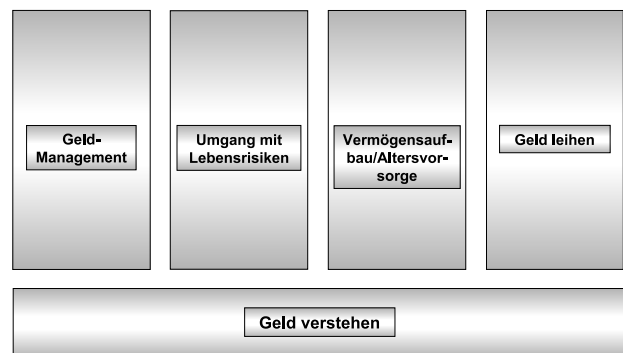 Geld-
Management
Umgang mit
Lebensrisiken
Vermögensauf-
bau/Altersvor-
sorge
Geld leihen
Geld verstehen